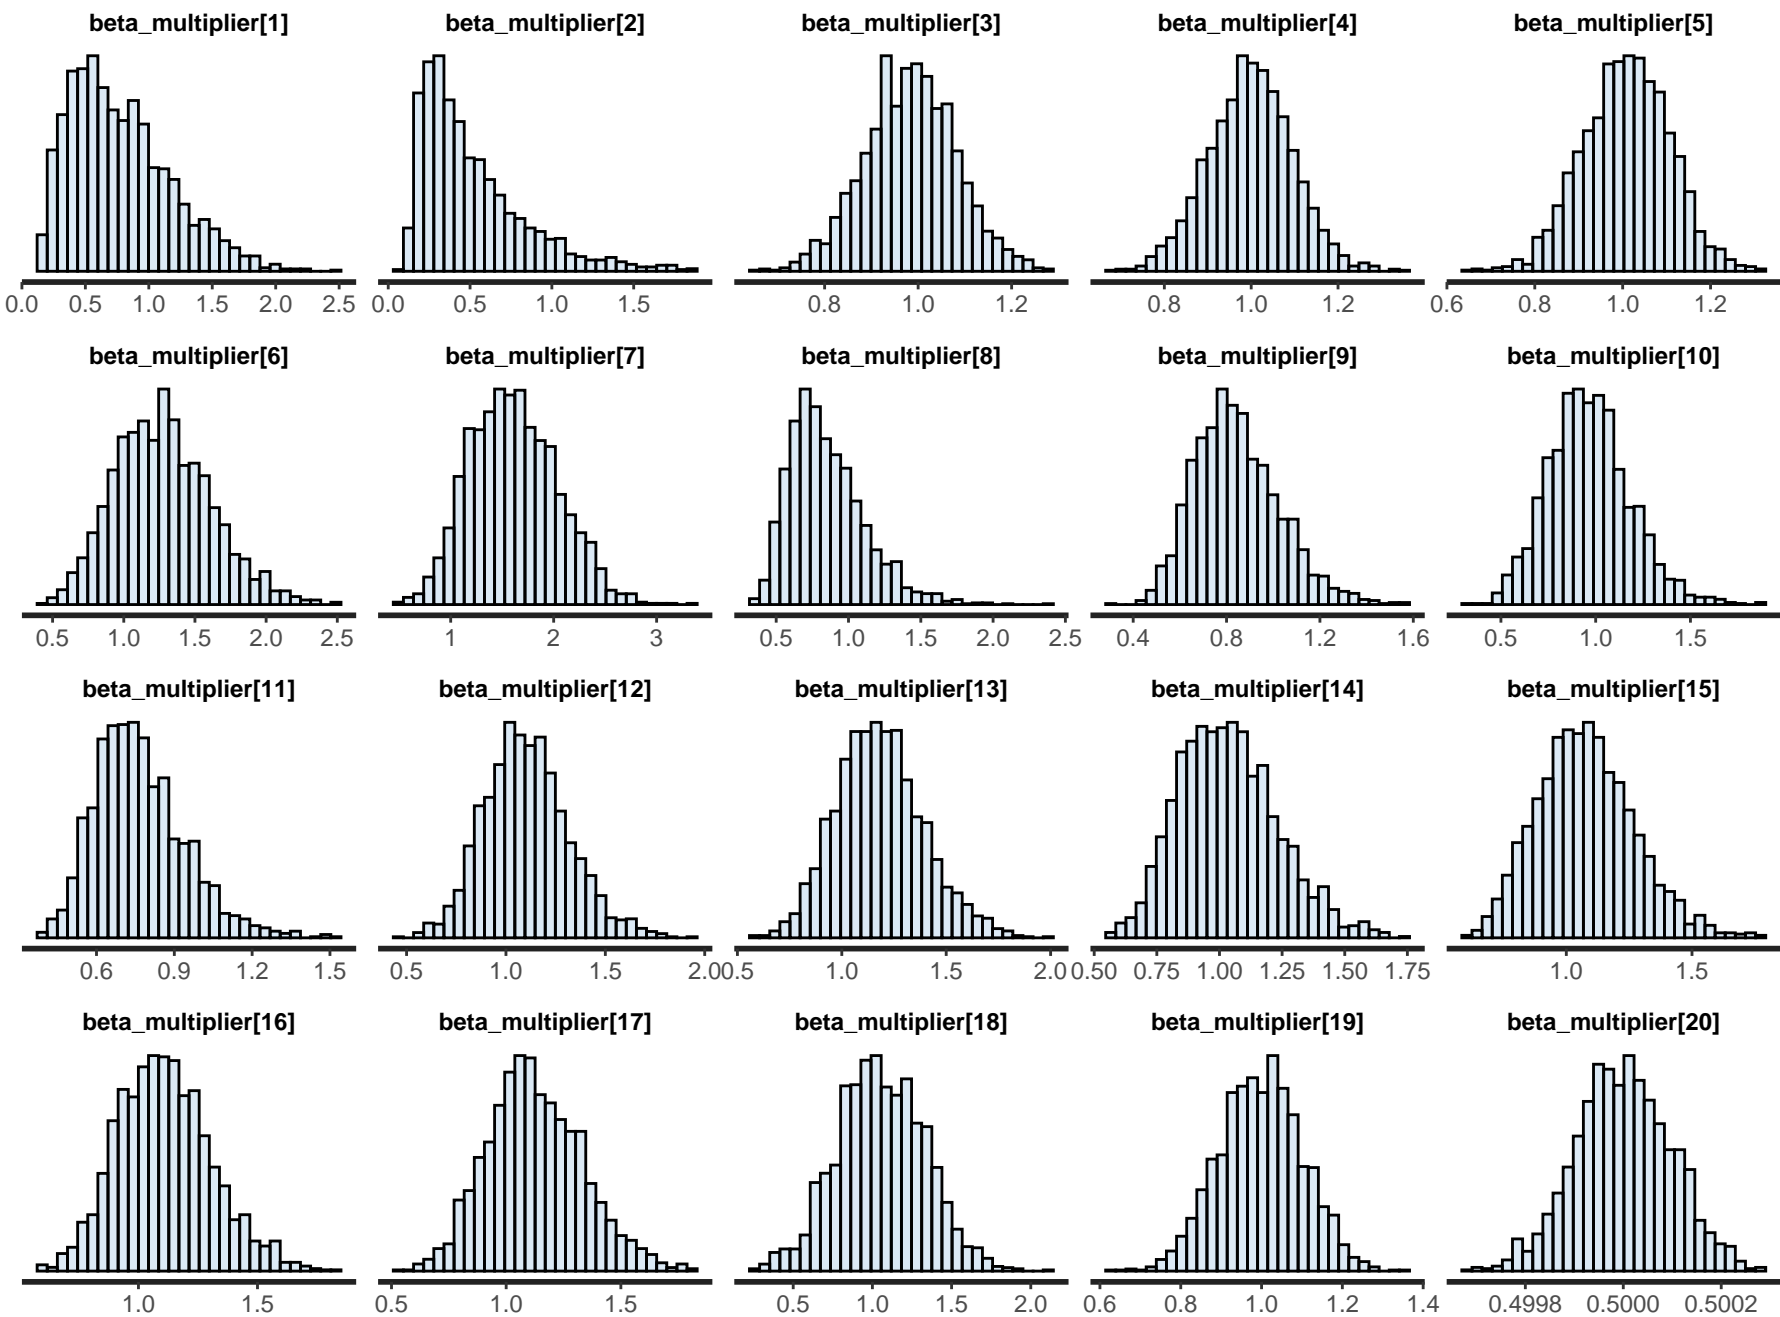 beta_multiplier[1] beta_multiplier[2] beta_multiplier[3] beta_multiplier[4] beta_multiplier[5]
0.0 0.5 1.0 1.5 2.0 2.5 0.0 0.5 1.0 1.5 0.8 1.0 1.2 0.8 1.0 1.2 0.6 0.8 1.0 1.2
beta_multiplier[6] beta_multiplier[7] beta_multiplier[8] beta_multiplier[9] beta_multiplier[10]
0.5 1.0 1.5 2.0 2.5 1 2 3 0.5 1.0 1.5 2.0 2.5 0.4 0.8 1.2 1.6 0.5 1.0 1.5
beta_multiplier[11] beta_multiplier[12] beta_multiplier[13] beta_multiplier[14] beta_multiplier[15]
0.6 0.9 1.2 1.5 0.5 1.0 1.5 2.0 0.5 1.0 1.5 2.0 0.50 0.75 1.00 1.25 1.50 1.75 1.0 1.5
beta_multiplier[16] beta_multiplier[17] beta_multiplier[18] beta_multiplier[19] beta_multiplier[20]
1.0 1.5 0.5 1.0 1.5 0.5 1.0 1.5 2.0 0.6 0.8 1.0 1.2 1.4 0.4998 0.5000 0.5002